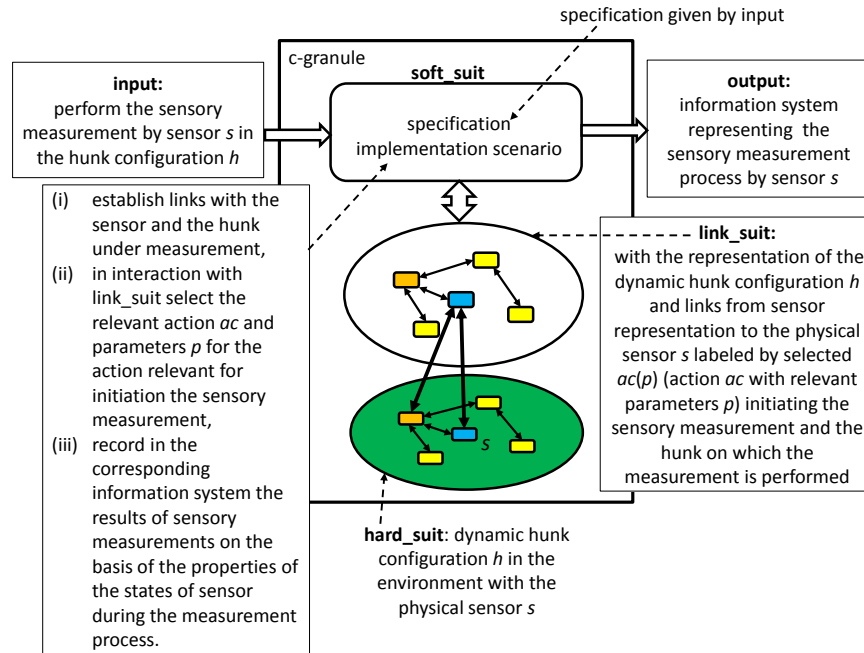 specification given by input
c-granule
soft_suit
input:
perform the sensory
measurement by sensor s in
the hunk configuration h
specification
implementation scenario
output:
information system
representing the
sensory measurement
process by sensor s
(i) establish links with the
sensor and the hunk
under measurement,
(ii) in interaction with
link_suit select the
relevant action ac and
parameters p for the
action relevant for
initiation the sensory
measurement,
(iii) record in the
corresponding
information system the
results of sensory
measurements on the
basis of the properties of
the states of sensor
during the measurement
process.
link_suit:
with the representation of the
dynamic hunk configuration h
and links from sensor
representation to the physical
sensor s labeled by selected
ac(p) (action ac with relevant
parameters p) initiating the
sensory measurement and the
hunk on which the
measurement is performed
s
hard_suit: dynamic hunk
configuration h in the
environment with the
physical sensor s